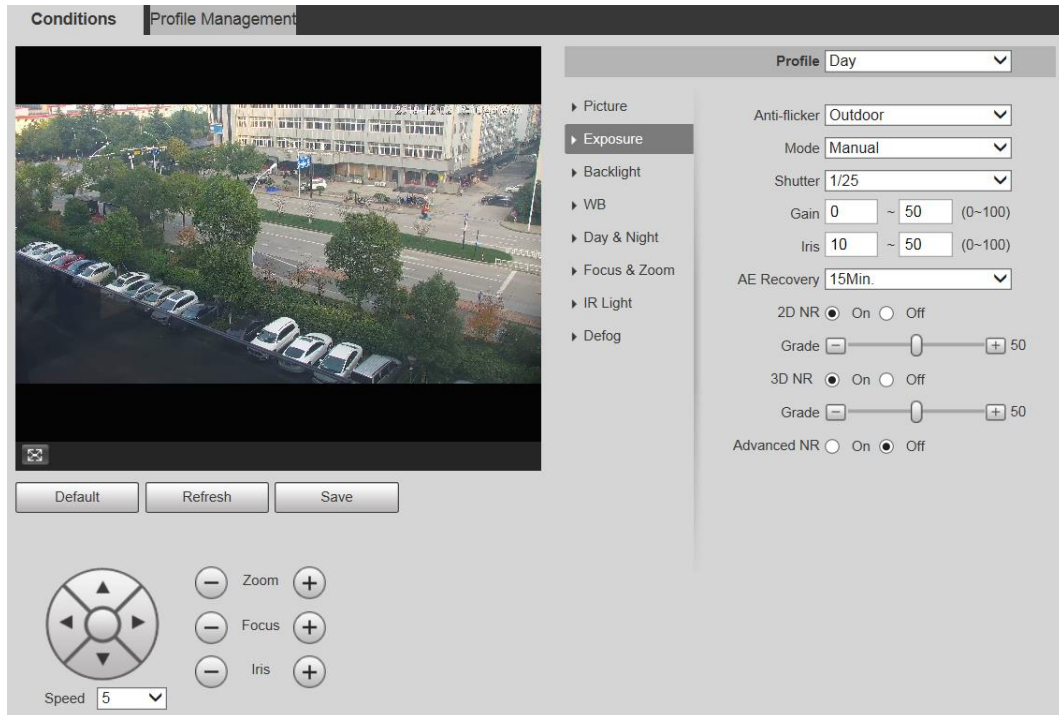 Conditions
Profile Management
Profile Day
Picture
Exposure
Backlight
WB
Day & Night
Focus & Zoom
IR Light
Defog
Anti-flicker Outdoor
Mode Manual
Shutter 1/25
Gain 0 ~ 50 (0~100)
Iris 10 ~ 50 (0~100)
AE Recovery 15Min.
2D NR On Off
Grade 50
3D NR On Off
Grade 50
Advanced NR On Off
Default Refresh Save
Zoom
Focus
Iris
Speed 5